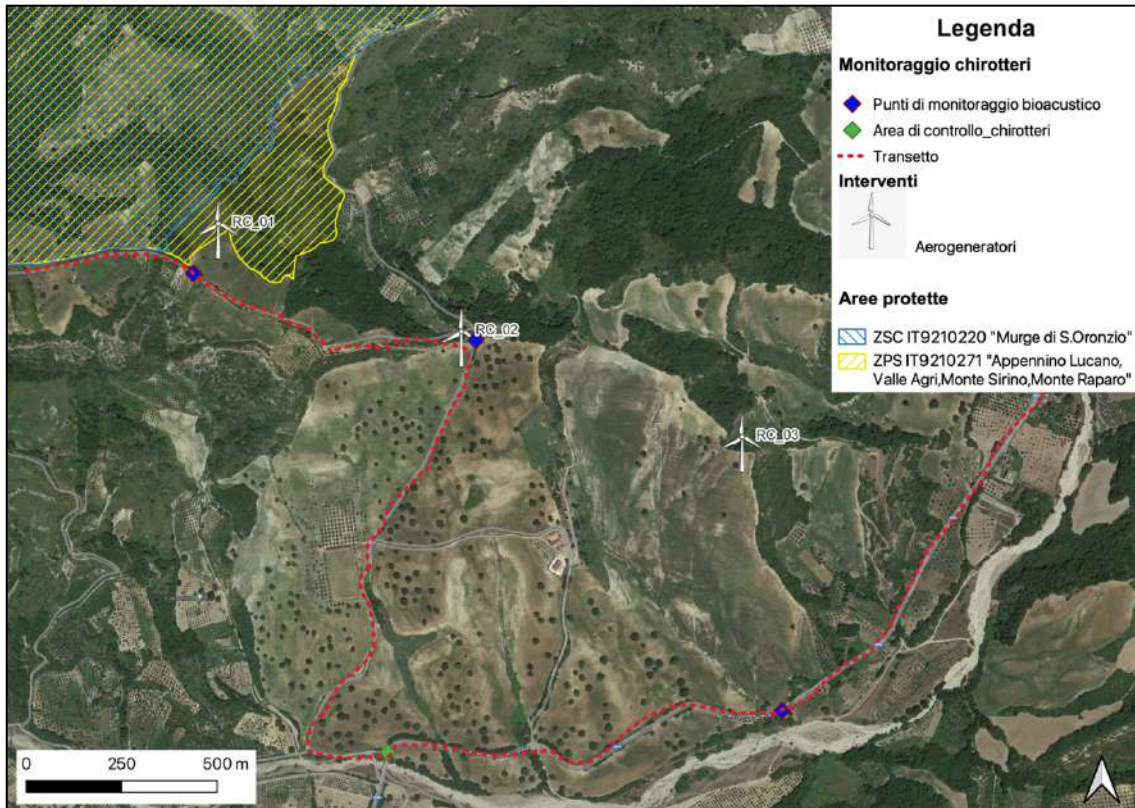 Legenda
Monitoraggio chirotteri
Punti di monitoraggio bioacustico
Area di controllo_chirotteri
Transetto
Interventi
Aerogeneratori
Aree protette
ZSC IT9210220 "Murge di S.Oronzio"
ZPS IT9210271 "Appennino Lucano,
Valle Agri,Monte Sirino,Monte Raparo"
RC_01
RC_02
RC_03
0 250 500 m